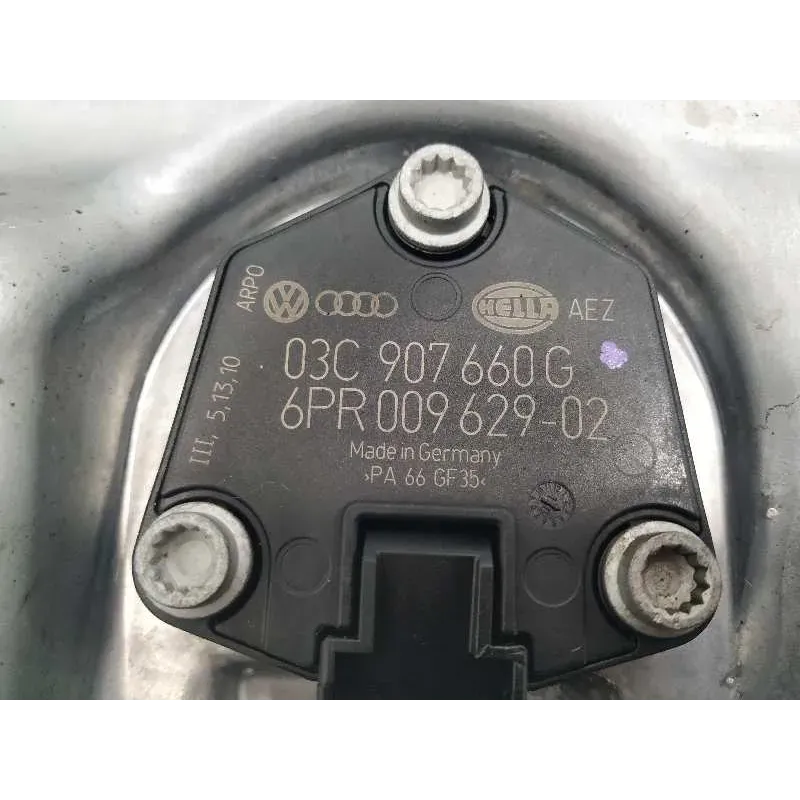 ARPO
VW
HELLA
AEZ
III, 5,13,10
03C 907 660 G
6PR 009 629-02
Made in Germany
>PA 66 GF35<